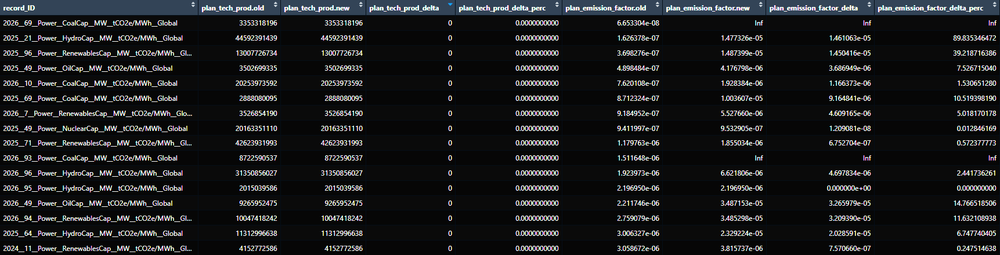 record_ID plan_tech_prod.old plan_tech_prod.new plan_tech_prod_delta plan_tech_prod_delta_perc plan_emission_factor.old plan_emission_factor.new plan_emission_factor_delta plan_emission_factor_delta_perc
2026__69__Power__CoalCap__MW__tCO2e/MWh__Global 3353318196 3353318196 0 0.0000000000 6.653304e-08 Inf Inf Inf
2025__21__Power__HydroCap__MW__tCO2e/MWh__Global 44592391439 44592391439 0 0.0000000000 1.626378e-07 1.477326e-05 1.461063e-05 89.835346472
2025__96__Power__RenewablesCap__MW__tCO2e/MWh__Gl... 13007726734 13007726734 0 0.0000000000 3.698276e-07 1.487399e-05 1.450416e-05 39.218716386
2025__49__Power__OilCap__MW__tCO2e/MWh__Global 3502699335 3502699335 0 0.0000000000 4.898484e-07 4.176798e-06 3.686949e-06 7.526715040
2026__10__Power__CoalCap__MW__tCO2e/MWh__Global 20253973592 20253973592 0 0.0000000000 7.620108e-07 1.928384e-06 1.166373e-06 1.530651280
2025__69__Power__CoalCap__MW__tCO2e/MWh__Global 2888080095 2888080095 0 0.0000000000 8.712324e-07 1.003607e-05 9.164841e-06 10.519398190
2026__7__Power__RenewablesCap__MW__tCO2e/MWh__Glo... 3526854190 3526854190 0 0.0000000000 9.184952e-07 5.527660e-06 4.609165e-06 5.018170178
2025__49__Power__NuclearCap__MW__tCO2e/MWh__Global 20163351110 20163351110 0 0.0000000000 9.411997e-07 9.532905e-07 1.209081e-08 0.012846169
2025__71__Power__RenewablesCap__MW__tCO2e/MWh__Gl... 42623931993 42623931993 0 0.0000000000 1.179763e-06 1.855034e-06 6.752704e-07 0.572377773
2026__93__Power__CoalCap__MW__tCO2e/MWh__Global 8722590537 8722590537 0 0.0000000000 1.511648e-06 Inf Inf Inf
2026__96__Power__HydroCap__MW__tCO2e/MWh__Global 31350856027 31350856027 0 0.0000000000 1.923973e-06 6.621806e-06 4.697834e-06 2.441736261
2026__95__Power__HydroCap__MW__tCO2e/MWh__Global 2015039586 2015039586 0 0.0000000000 2.196950e-06 2.196950e-06 0.000000e+00 0.000000000
2026__49__Power__OilCap__MW__tCO2e/MWh__Global 9265952475 9265952475 0 0.0000000000 2.211746e-06 3.487153e-05 3.265979e-05 14.766518506
2026__94__Power__RenewablesCap__MW__tCO2e/MWh__Gl... 10047418242 10047418242 0 0.0000000000 2.759079e-06 3.485298e-05 3.209390e-05 11.632108938
2025__64__Power__HydroCap__MW__tCO2e/MWh__Global 11312996638 11312996638 0 0.0000000000 3.006327e-06 2.329224e-05 2.028591e-05 6.747740405
2024__11__Power__RenewablesCap__MW__tCO2e/MWh__Gl... 4152772586 4152772586 0 0.0000000000 3.058672e-06 3.815737e-06 7.570660e-07 0.247514638